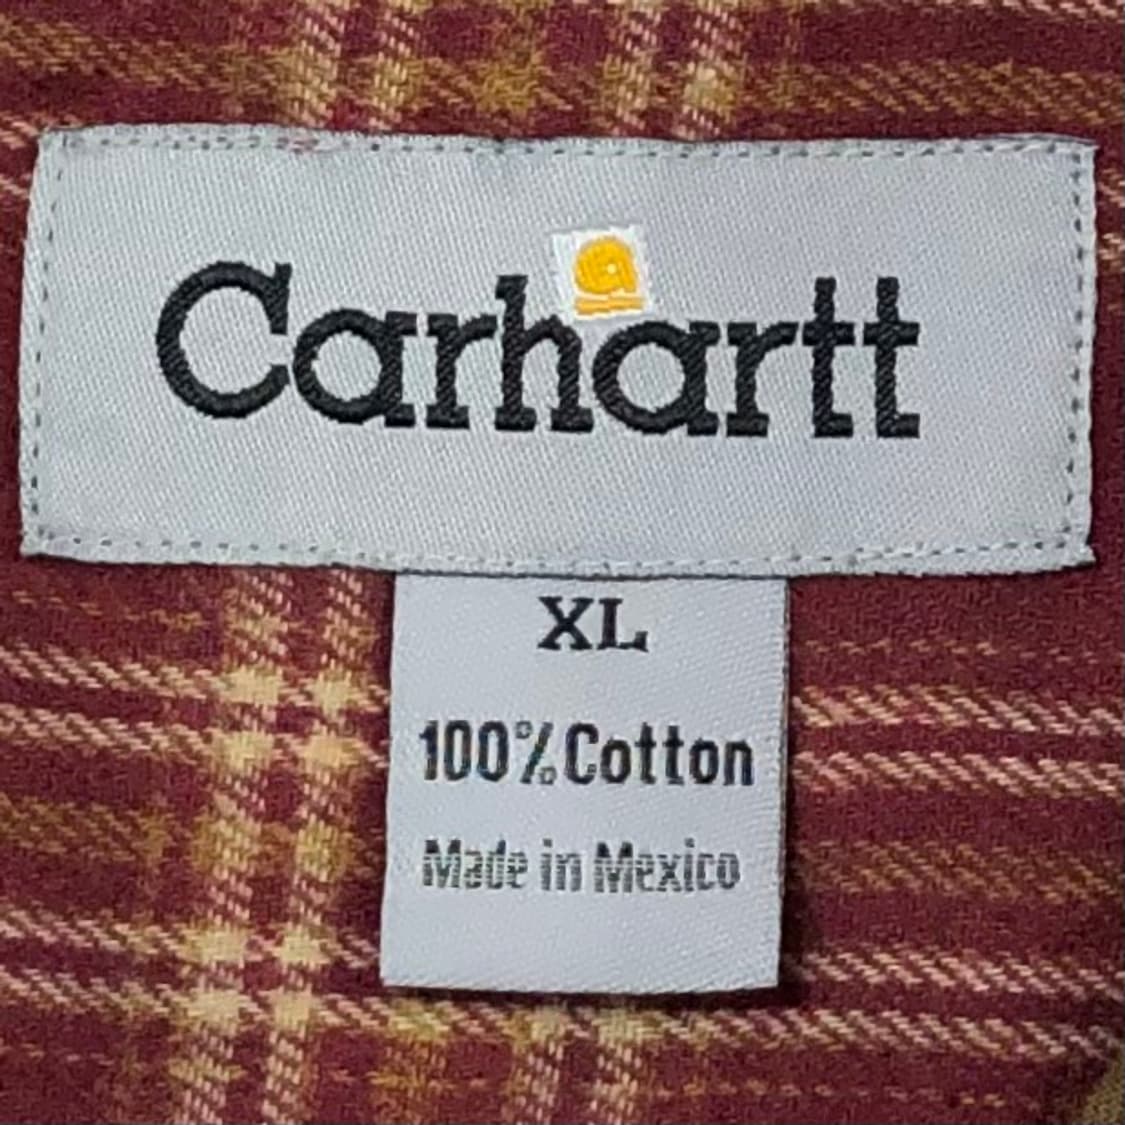 Carhartt
XL
100% Cotton
Made in Mexico